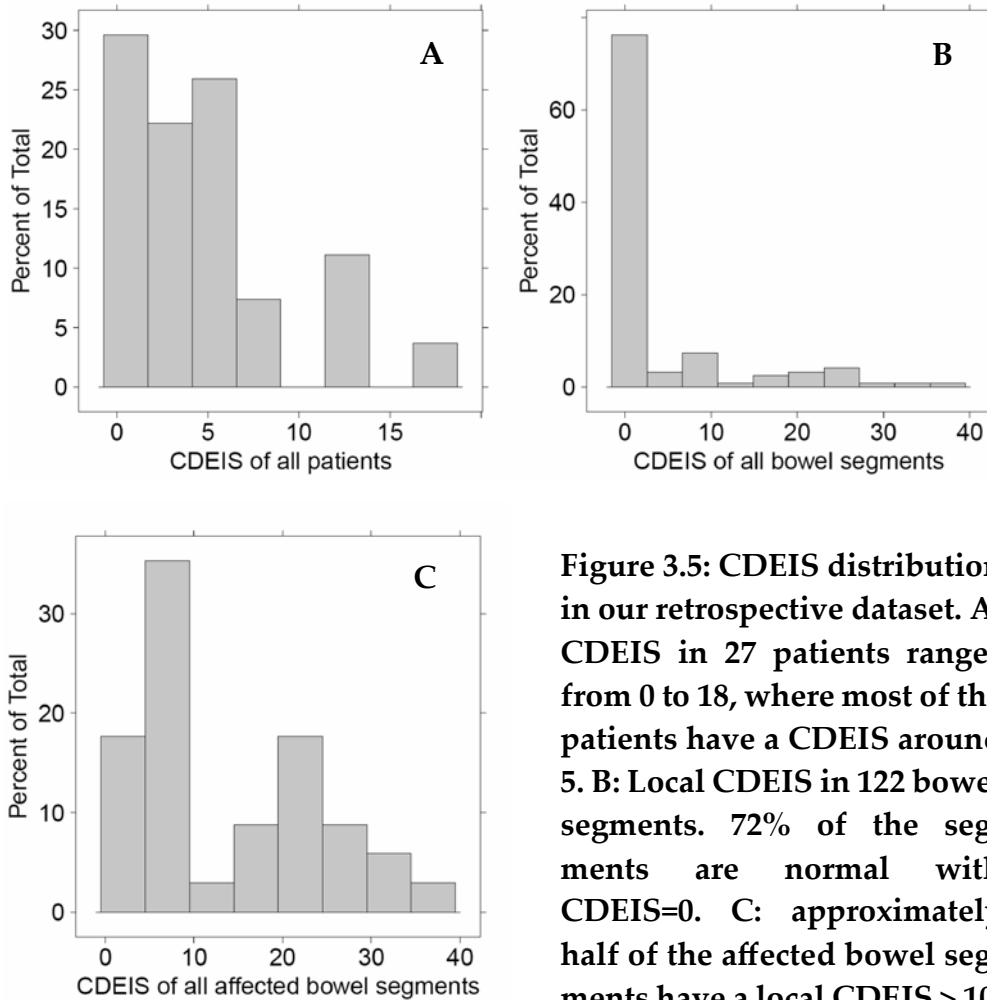 A
30
25
20
15
10
5
0
Percent of Total
0 5 10 15
CDEIS of all patients
B
60
40
20
0
Percent of Total
0 10 20 30 40
CDEIS of all bowel segments
C
30
20
10
0
Percent of Total
0 10 20 30 40
CDEIS of all affected bowel segments
Figure 3.5: CDEIS distribution
in our retrospective dataset. A
CDEIS in 27 patients range
from 0 to 18, where most of th
patients have a CDEIS around
5. B: Local CDEIS in 122 bowe
segments. 72% of the seg
ments are normal with
CDEIS=0. C: approximately
half of the affected bowel seg
ments have a local CDEIS > 10